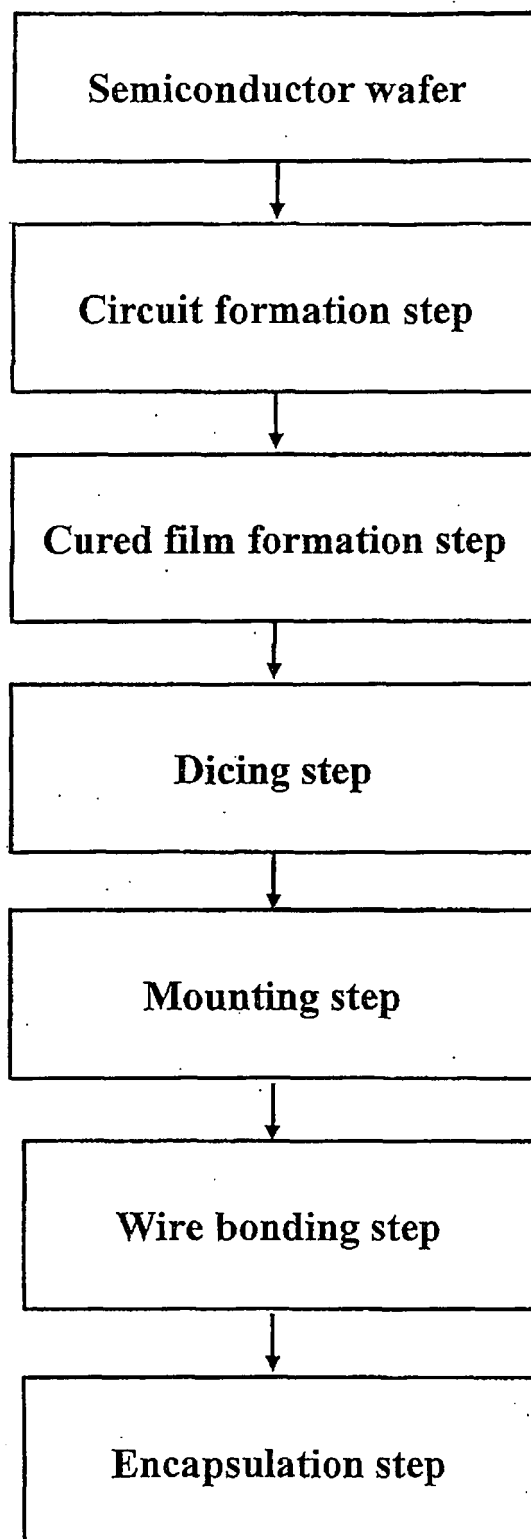 Semiconductor wafer
Circuit formation step
Cured film formation step
Dicing step
Mounting step
Wire bonding step
Encapsulation step